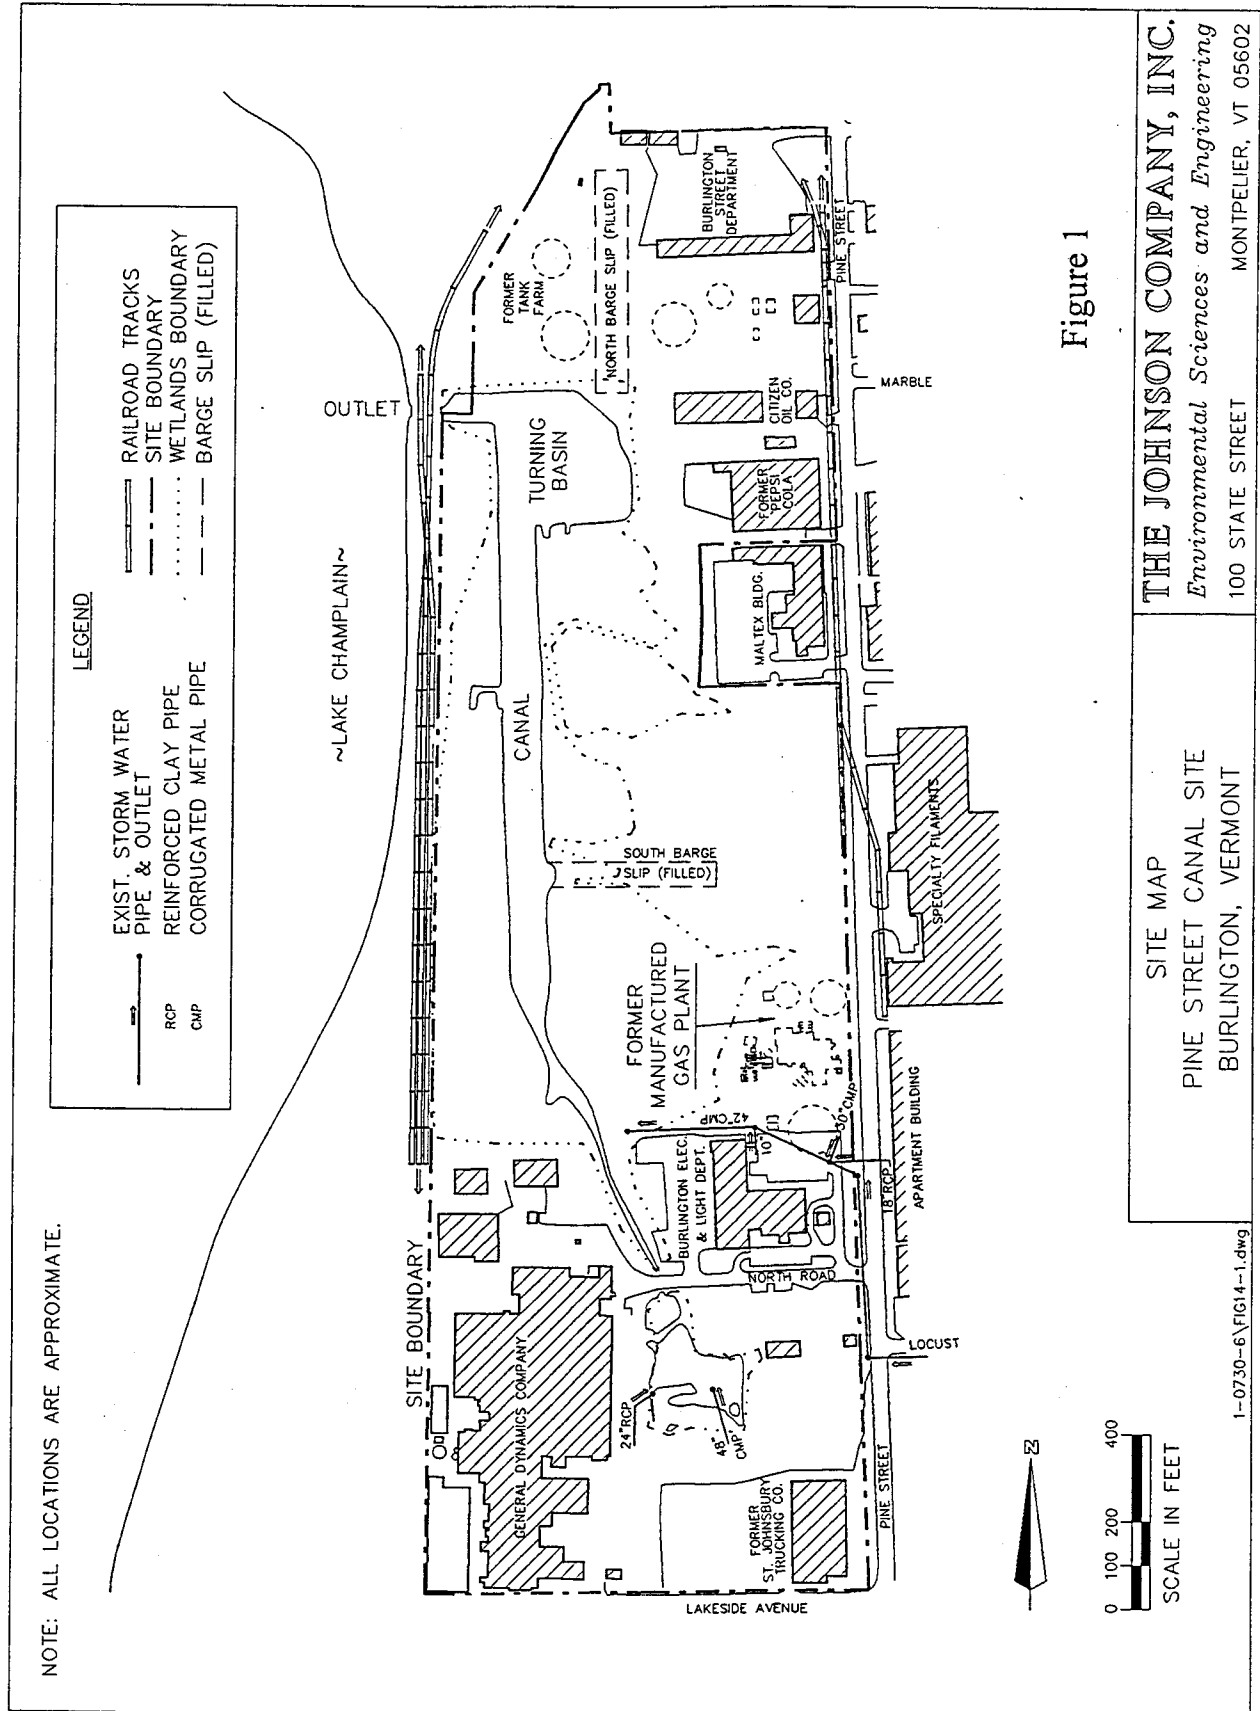 NOTE: ALL LOCATIONS ARE APPROXIMATE.
LEGEND
EXIST. STORM WATER
PIPE & OUTLET
RCP REINFORCED CLAY PIPE
CMP CORRUGATED METAL PIPE
RAILROAD TRACKS
SITE BOUNDARY
WETLANDS BOUNDARY
BARGE SLIP (FILLED)
~LAKE CHAMPLAIN~
OUTLET
SITE BOUNDARY
CANAL
TURNING
BASIN
FORMER
TANK
FARM
NORTH BARGE SLIP (FILLED)
BURLINGTON
STREET
DEPARTMENT
GENERAL DYNAMICS COMPANY
SOUTH BARGE
SLIP (FILLED)
FORMER
MANUFACTURED
GAS PLANT
MALTEX BLDG.
FORMER
PEPSI
COLA
CITIZEN
OIL CO.
24"RCP
48"
CMP
BURLINGTON ELEC.
& LIGHT DEPT.
42"CMP
10"
30"CMP
18"RCP
NORTH ROAD
FORMER
ST. JOHNSBURY
TRUCKING CO.
LAKESIDE AVENUE
PINE STREET
LOCUST
APARTMENT BUILDING
SPECIALTY FILAMENTS
MARBLE
PINE STREET
Figure 1
N
0 100 200 400
SCALE IN FEET
1-0730-6\FIG14-1.dwg
SITE MAP
PINE STREET CANAL SITE
BURLINGTON, VERMONT
THE JOHNSON COMPANY, INC.
Environmental Sciences and Engineering
100 STATE STREET MONTPELIER, VT 05602